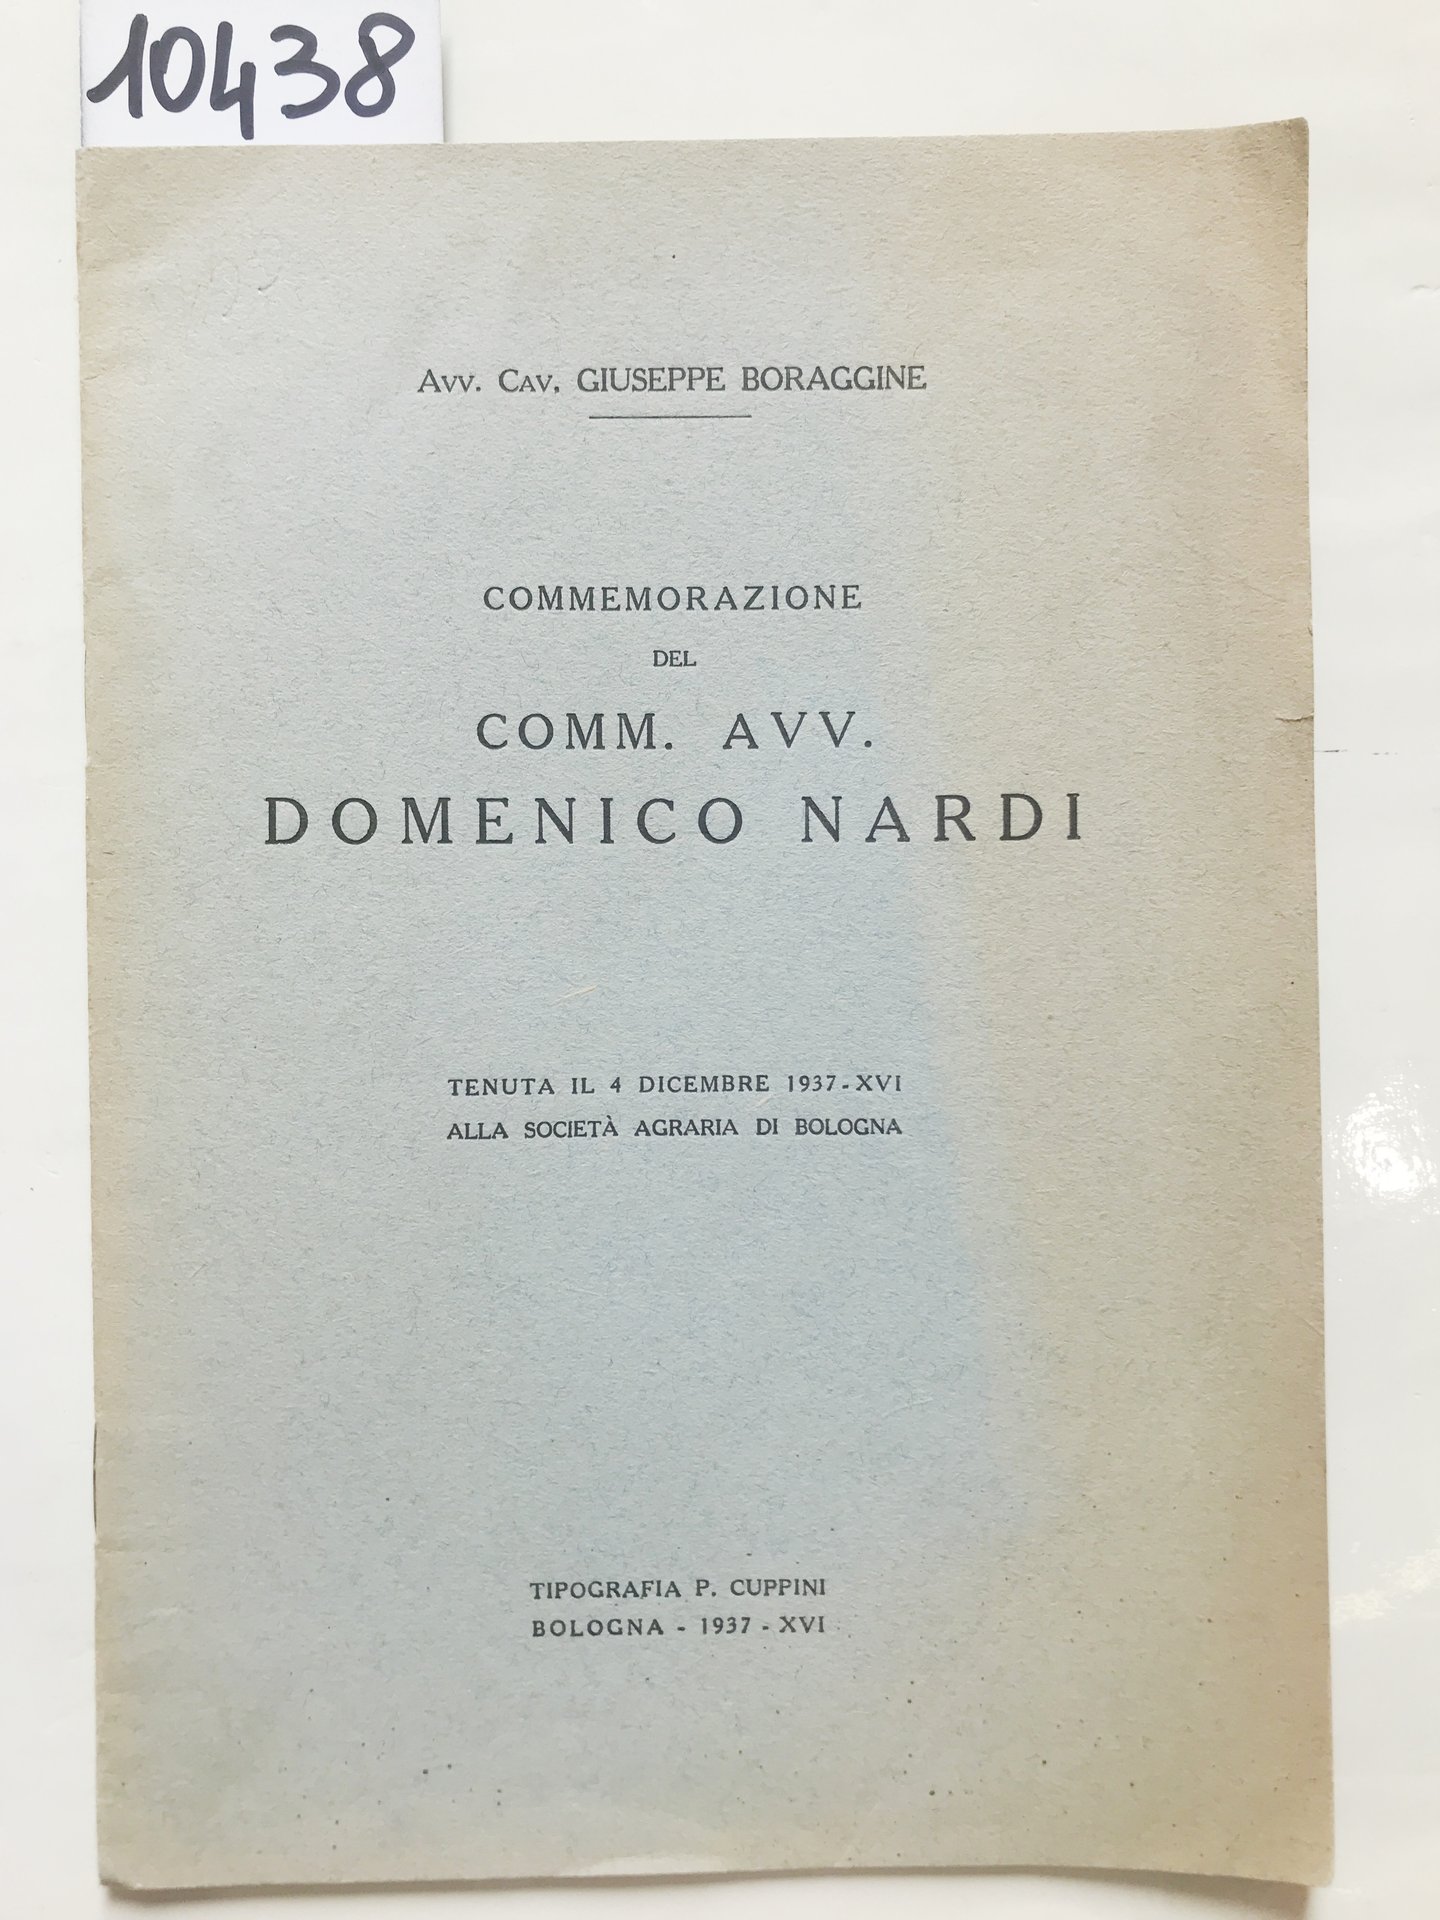 10438
Avv. Cav. GIUSEPPE BORAGGINE
COMMEMORAZIONE
DEL
COMM. AVV.
DOMENICO NARDI
TENUTA IL 4 DICEMBRE 1937-XVI
ALLA SOCIETÀ AGRARIA DI BOLOGNA
TIPOGRAFIA P. CUPPINI
BOLOGNA - 1937 - XVI